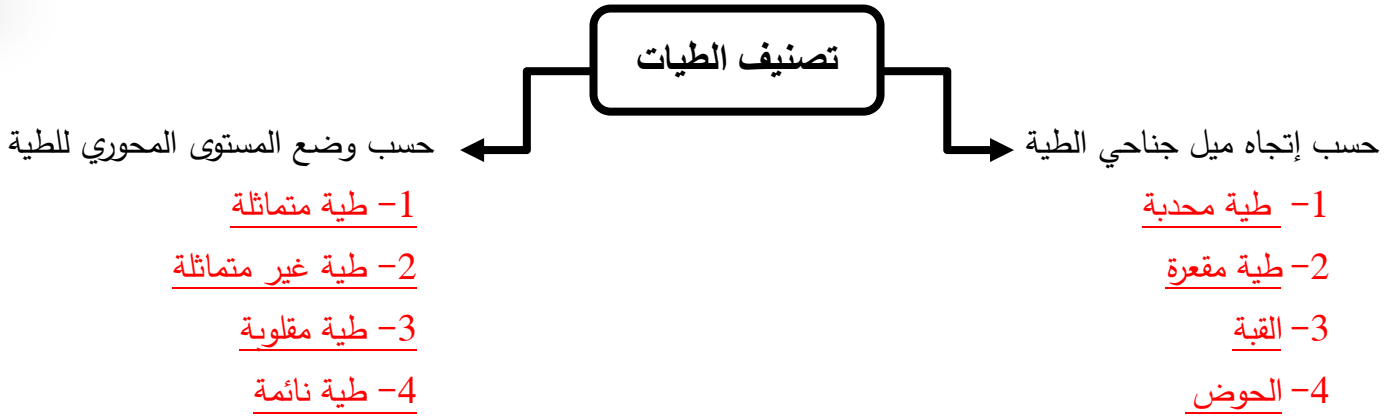 تصنيف الطيات
حسب إتجاه ميل جناحي الطية
1- طية محدبة
2- طية مقعرة
3- القبة
4- الحوض
حسب وضع المستوى المحوري للطية
1- طية متماثلة
2- طية غير متماثلة
3- طية مقلوبة
4- طية نائمة